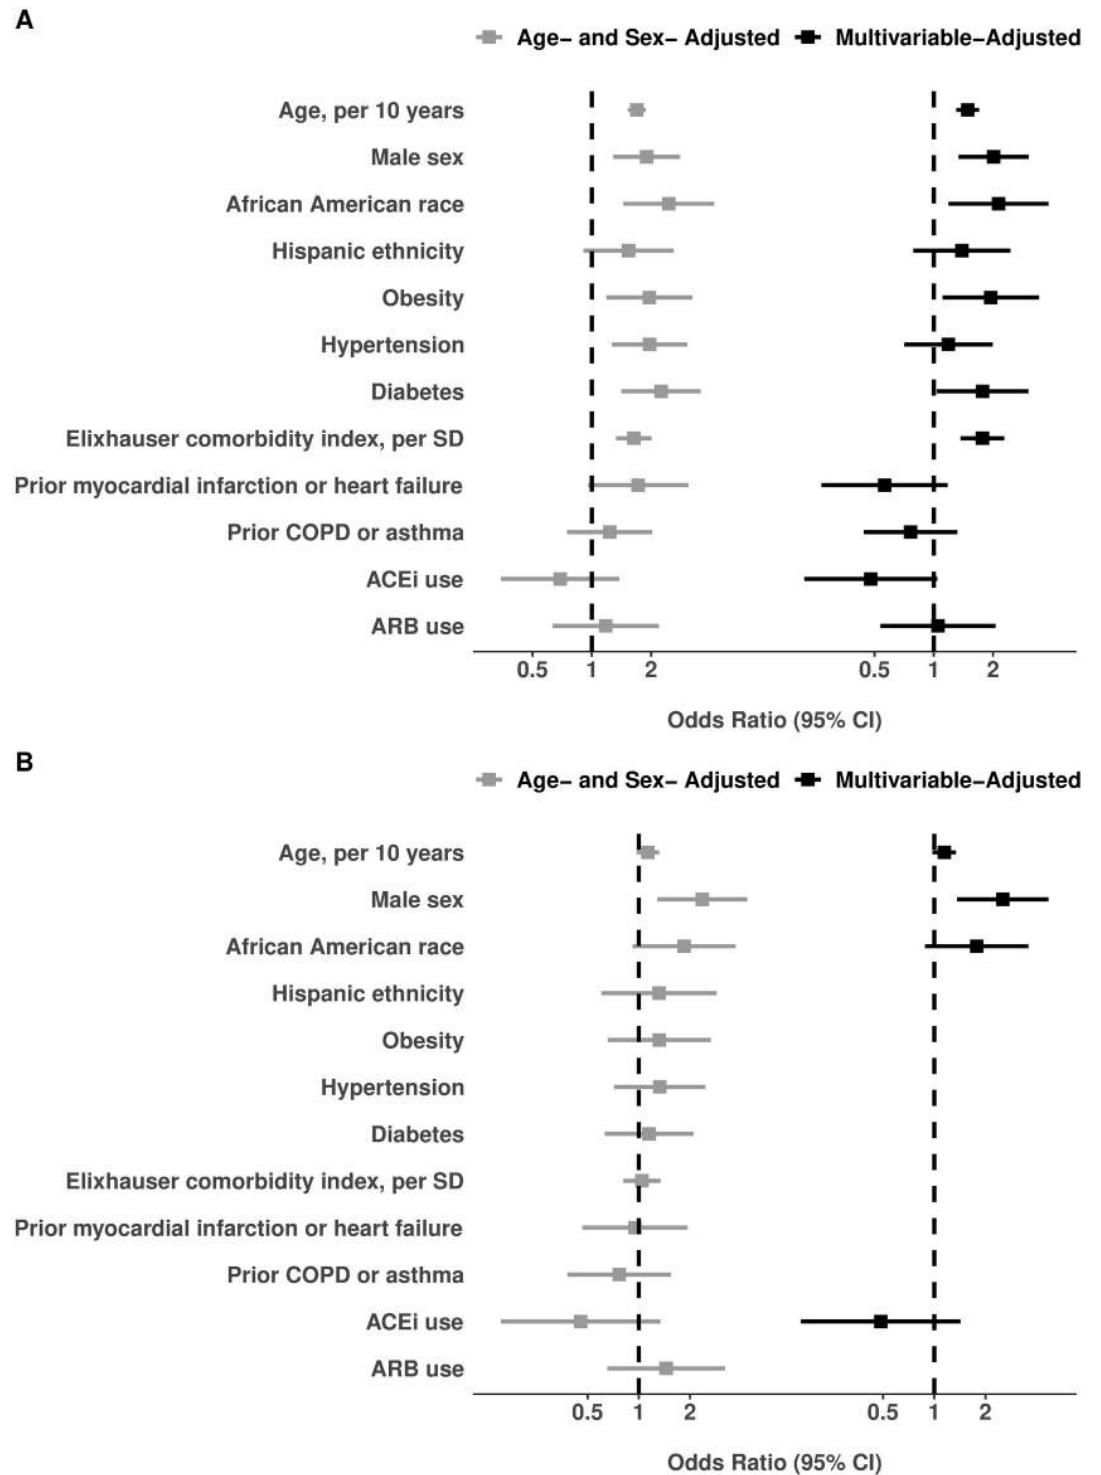 A
Age− and Sex− Adjusted Multivariable−Adjusted
Age, per 10 years
Male sex
African American race
Hispanic ethnicity
Obesity
Hypertension
Diabetes
Elixhauser comorbidity index, per SD
Prior myocardial infarction or heart failure
Prior COPD or asthma
ACEi use
ARB use
0.5 1 2 0.5 1 2
Odds Ratio (95% CI)
B
Age− and Sex− Adjusted Multivariable−Adjusted
Age, per 10 years
Male sex
African American race
Hispanic ethnicity
Obesity
Hypertension
Diabetes
Elixhauser comorbidity index, per SD
Prior myocardial infarction or heart failure
Prior COPD or asthma
ACEi use
ARB use
0.5 1 2 0.5 1 2
Odds Ratio (95% CI)